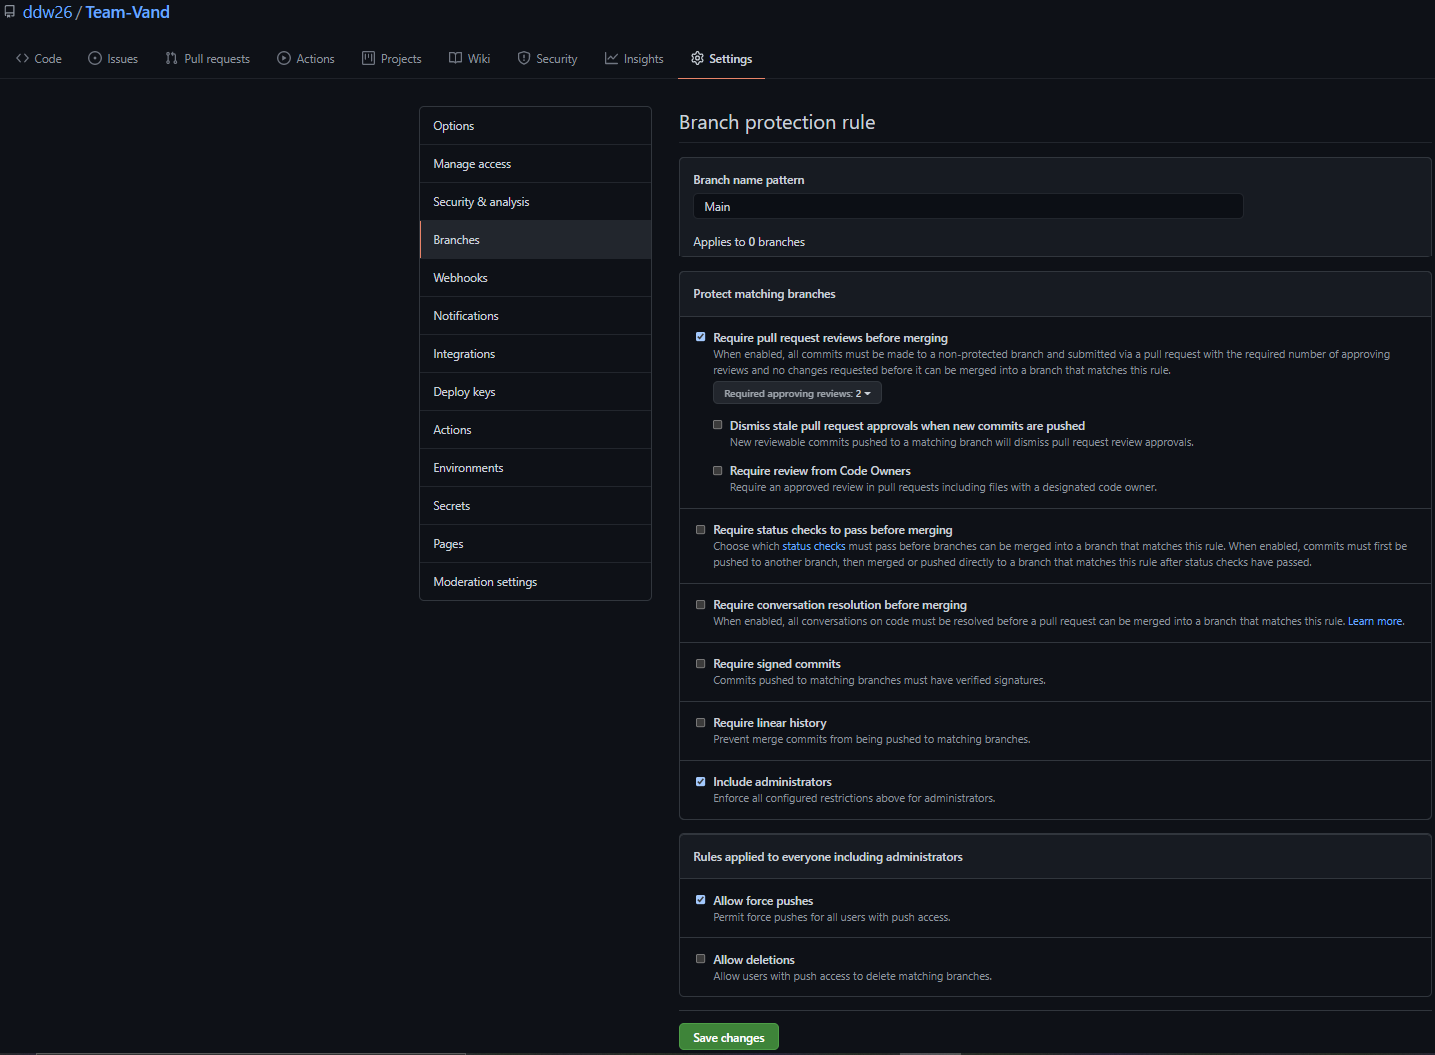 ddw26 / Team-Vand
Code Issues Pull requests Actions Projects Wiki Security Insights Settings
Options
Manage access
Security & analysis
Branches
Webhooks
Notifications
Integrations
Deploy keys
Actions
Environments
Secrets
Pages
Moderation settings
Branch protection rule
Branch name pattern
Main
Applies to 0 branches
Protect matching branches
Require pull request reviews before merging
When enabled, all commits must be made to a non-protected branch and submitted via a pull request with the required number of approving
reviews and no changes requested before it can be merged into a branch that matches this rule.
Required approving reviews: 2
Dismiss stale pull request approvals when new commits are pushed
New reviewable commits pushed to a matching branch will dismiss pull request review approvals.
Require review from Code Owners
Require an approved review in pull requests including files with a designated code owner.
Require status checks to pass before merging
Choose which status checks must pass before branches can be merged into a branch that matches this rule. When enabled, commits must first be
pushed to another branch, then merged or pushed directly to a branch that matches this rule after status checks have passed.
Require conversation resolution before merging
When enabled, all conversations on code must be resolved before a pull request can be merged into a branch that matches this rule. Learn more.
Require signed commits
Commits pushed to matching branches must have verified signatures.
Require linear history
Prevent merge commits from being pushed to matching branches.
Include administrators
Enforce all configured restrictions above for administrators.
Rules applied to everyone including administrators
Allow force pushes
Permit force pushes for all users with push access.
Allow deletions
Allow users with push access to delete matching branches.
Save changes